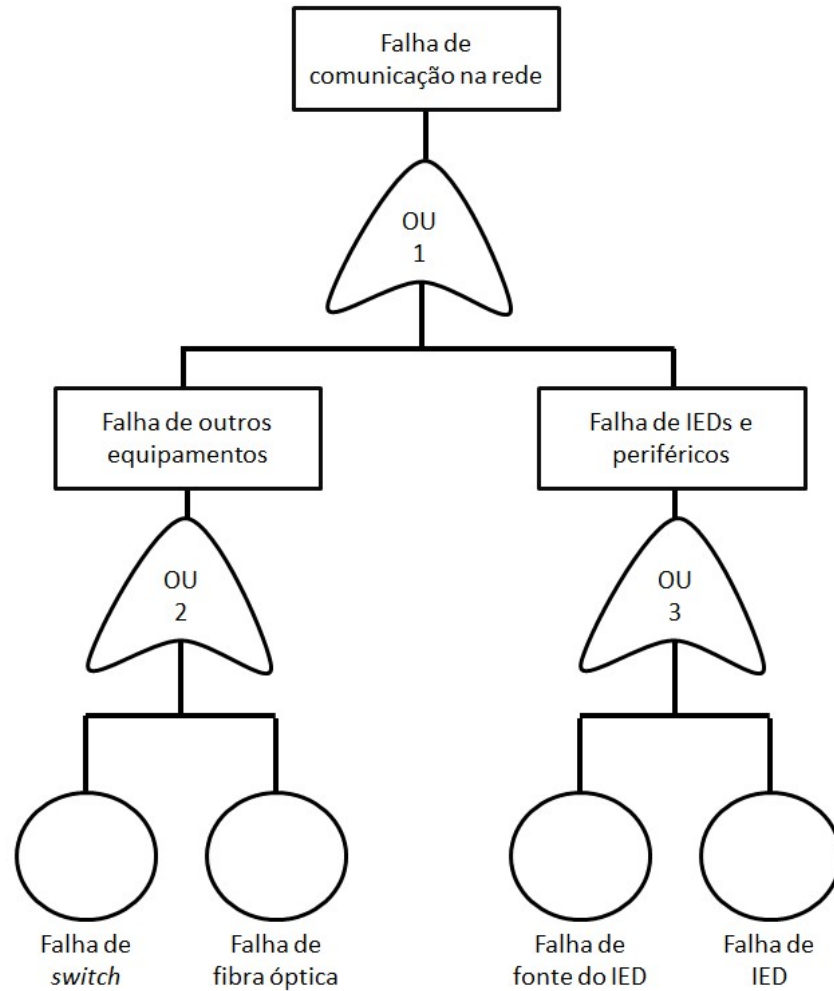 Falha de
comunicação na rede
OU
1
Falha de outros
equipamentos
Falha de IEDs e
periféricos
OU
2
OU
3
Falha de
switch
Falha de
fibra óptica
Falha de
fonte do IED
Falha de
IED